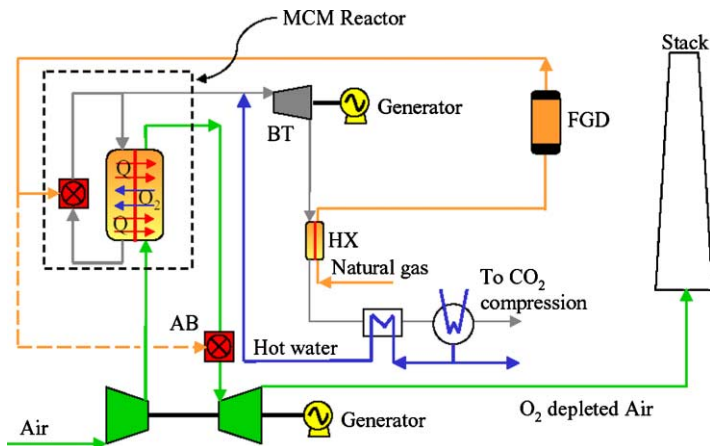 MCM Reactor
Stack
Generator
BT
FGD
Q
O2
Q
HX
Natural gas
To CO2
compression
AB
Hot water
Air
Generator
O2 depleted Air